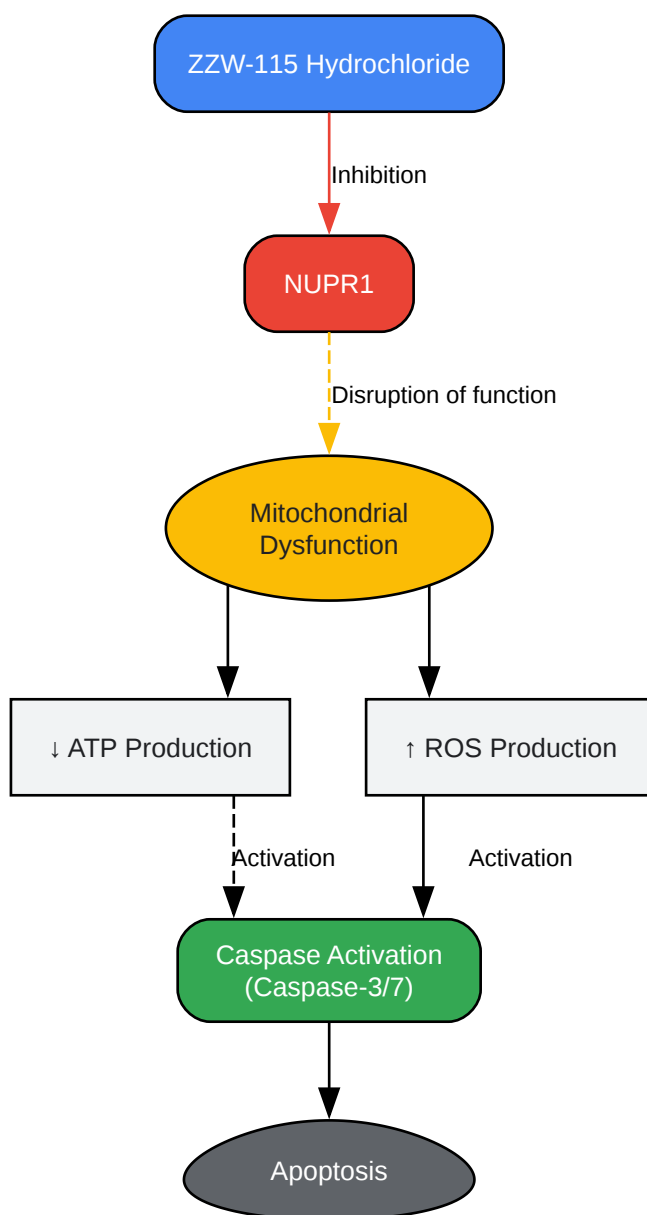 ZZW-115 Hydrochloride
Inhibition
NUPR1
Disruption of function
Mitochondrial
Dysfunction
↓ ATP Production
↑ ROS Production
Activation
Activation
Caspase Activation
(Caspase-3/7)
Apoptosis